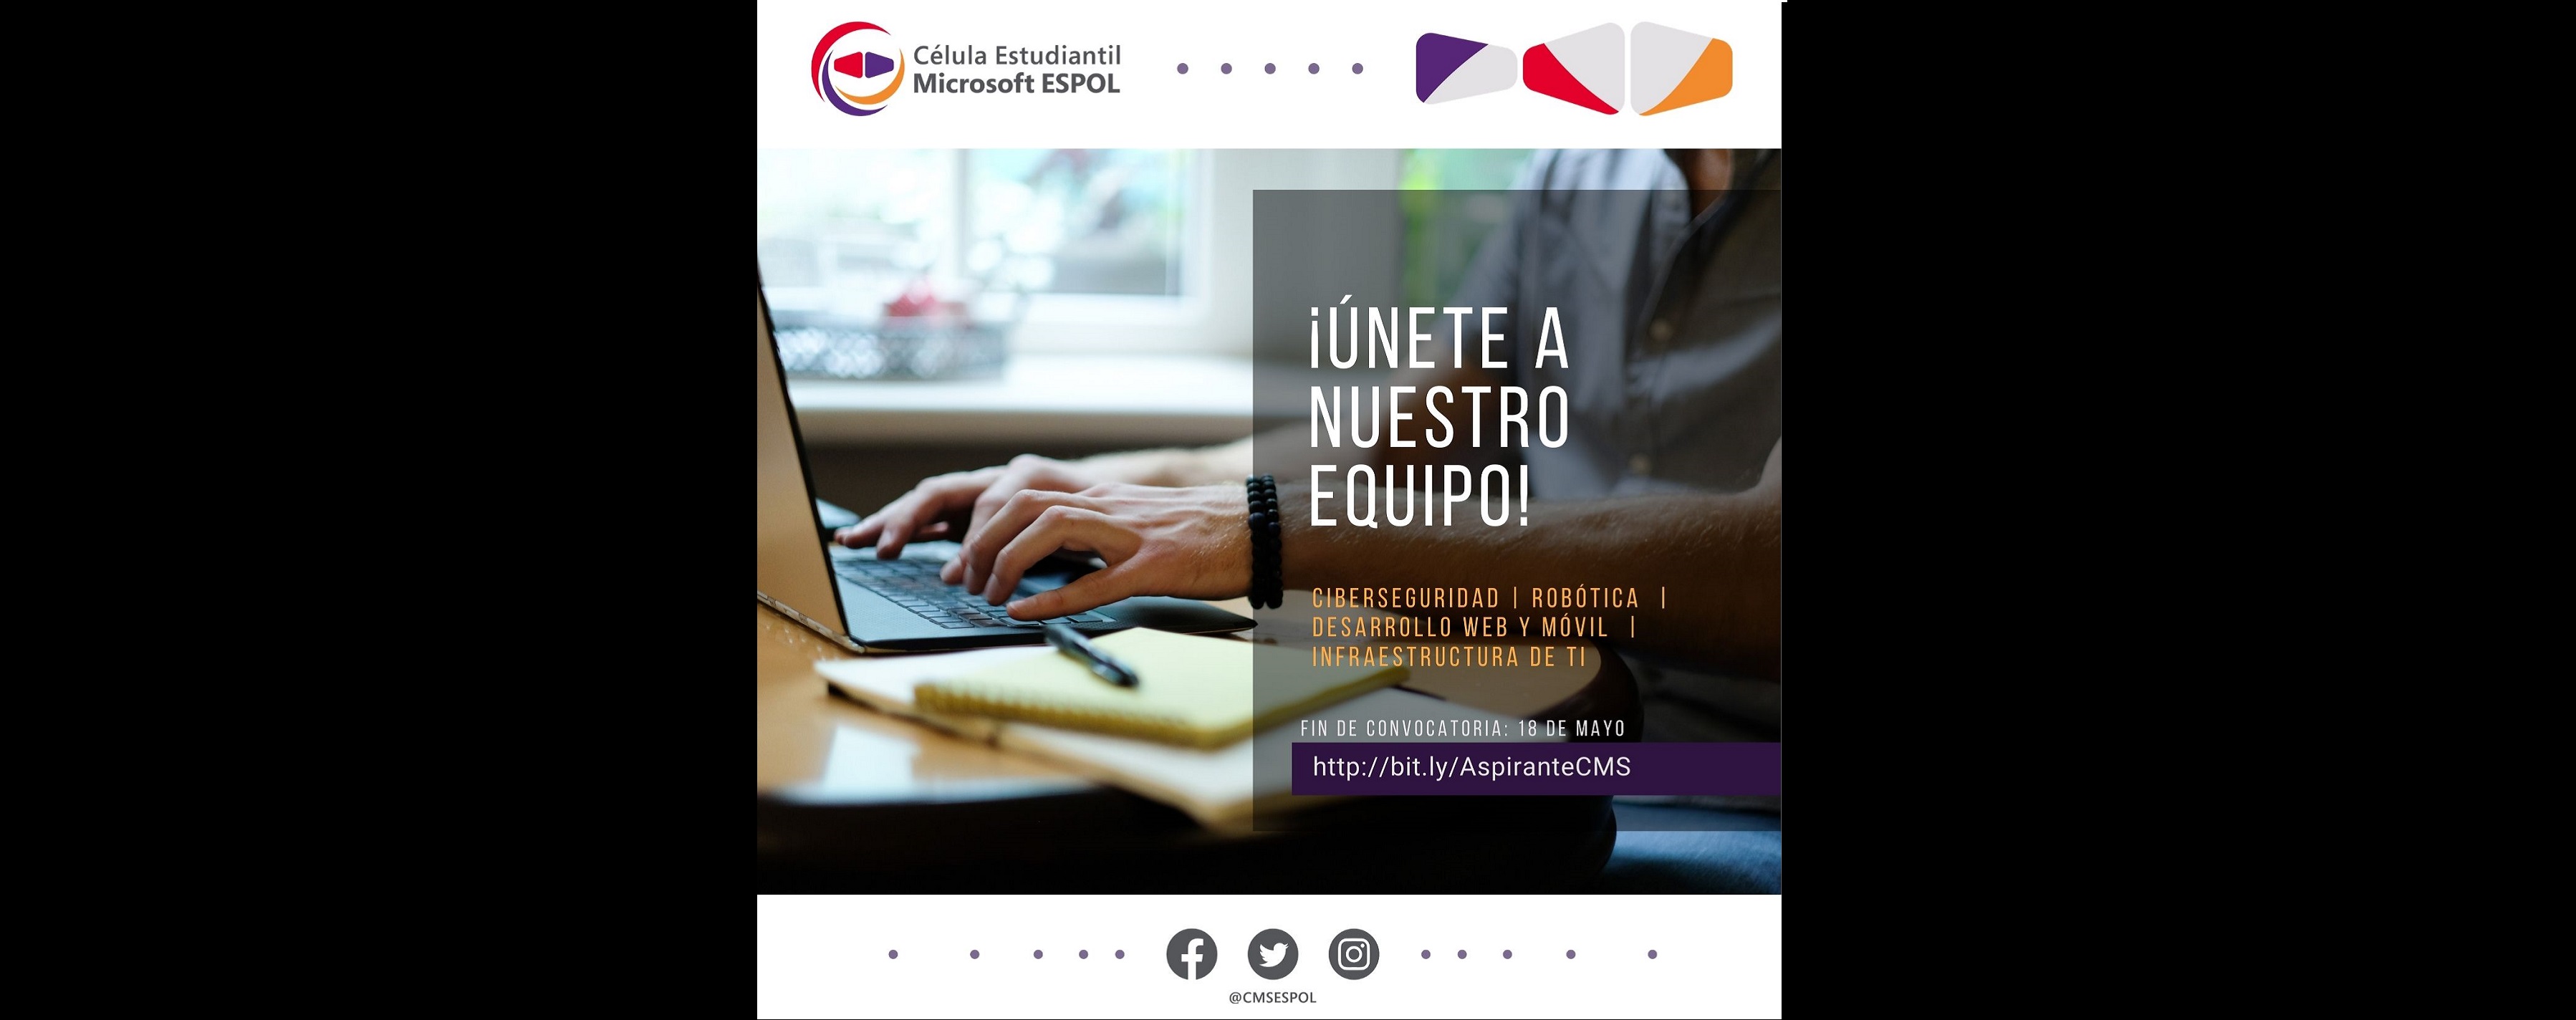 Célula Estudiantil
Microsoft ESPOL
¡ÚNETE A
NUESTRO
EQUIPO!
CIBERSEGURIDAD | ROBÓTICA |
DESARROLLO WEB Y MÓVIL |
INFRAESTRUCTURA DE TI
FIN DE CONVOCATORIA: 18 DE MAYO
http://bit.ly/AspiranteCMS
@CMSESPOL